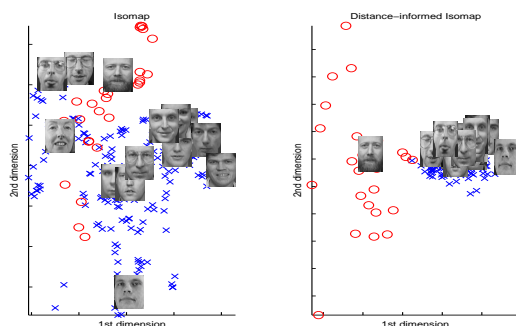 Isomap
2nd dimension
1st dimension
Distance-informed Isomap
2nd dimension
1st dimension